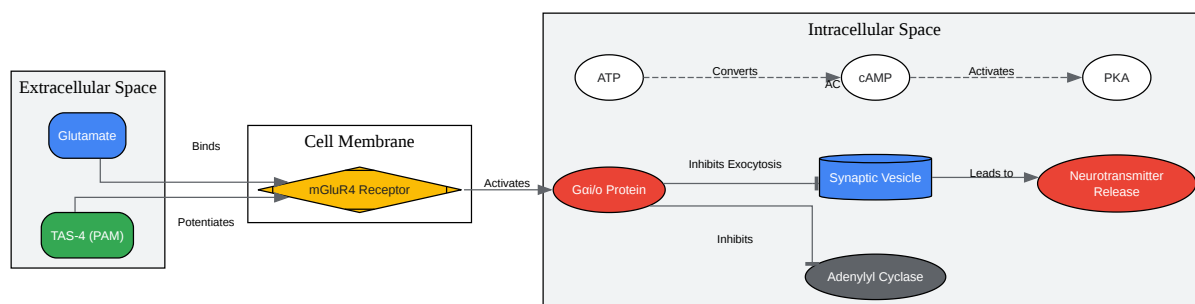 Intracellular Space
ATP
Converts
AC
cAMP
Activates
PKA
Extracellular Space
Glutamate
Binds
Cell Membrane
mGluR4 Receptor
Activates
Gαi/o Protein
Inhibits Exocytosis
Synaptic Vesicle
Leads to
Neurotransmitter
Release
Potentiates
TAS-4 (PAM)
Inhibits
Adenylyl Cyclase